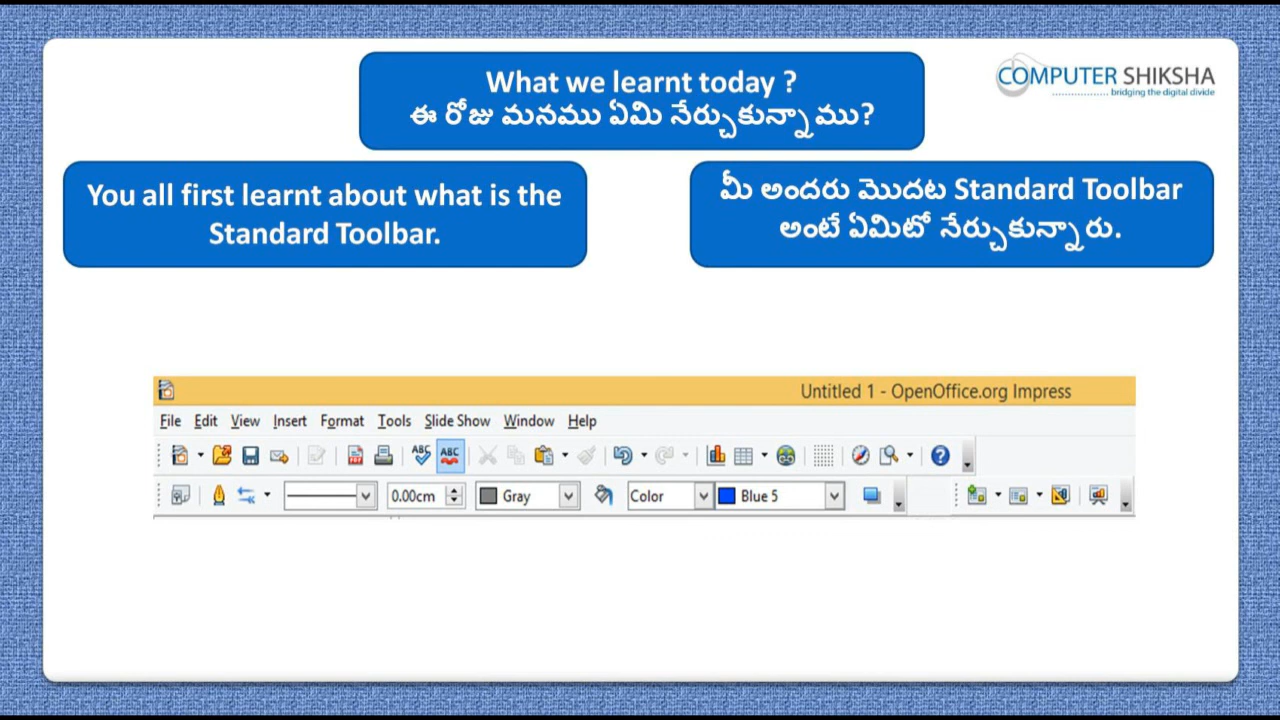 What we learnt today ?
ఈ రోజు మనము ఏమి నేర్చుకున్నాము?
COMPUTER SHIKSHA
bridging the digital divide
You all first learnt about what is the
Standard Toolbar.
మీ అందరు మొదట Standard Toolbar
అంటే ఏమిటో నేర్చుకున్నారు.
Untitled 1 - OpenOffice.org Impress
File Edit View Insert Format Tools Slide Show Window Help
ABC ABC
0.00cm Gray Color Blue 5